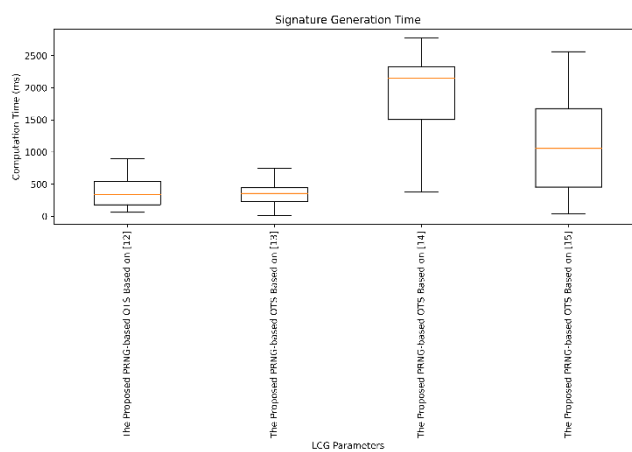 Signature Generation Time
Computation Time (ms)
2500
2000
1500
1000
500
0
The Proposed PRNG-based OTS Based on [12]
The Proposed PRNG-based OTS Based on [13]
The Proposed PRNG-based OTS Based on [14]
The Proposed PRNG-based OTS Based on [15]
LCG Parameters